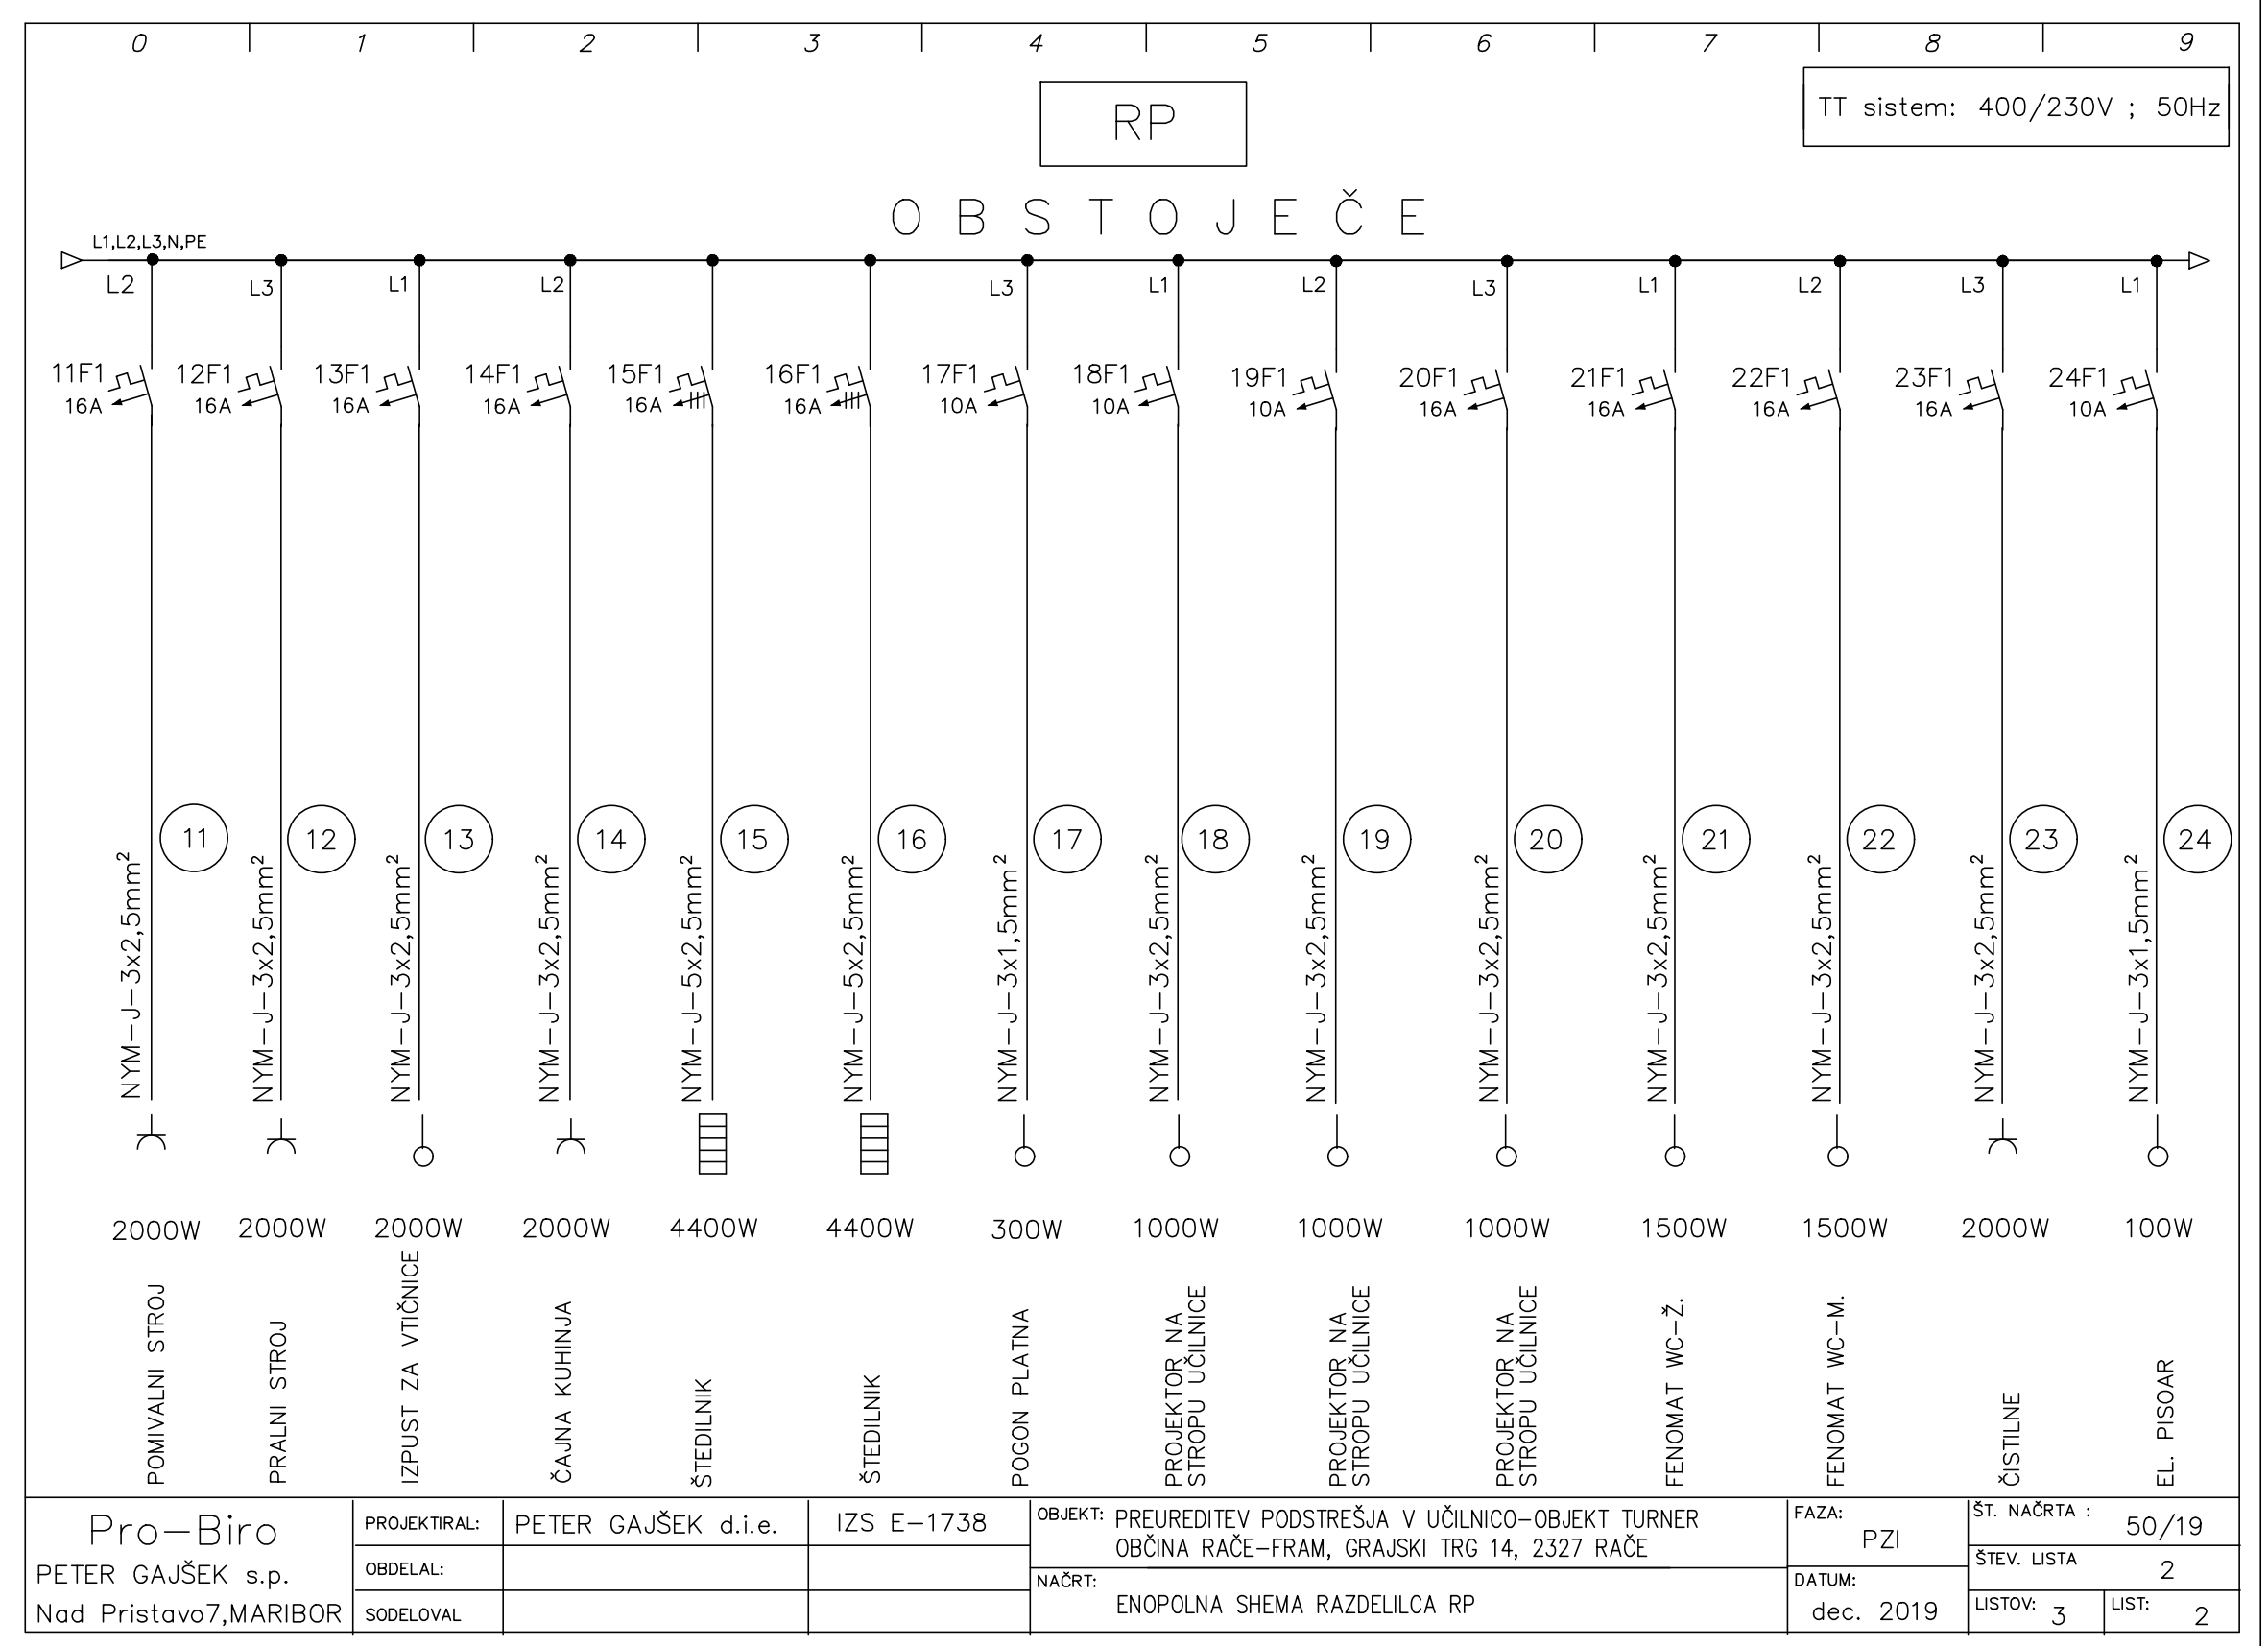 0 1 2 3 4 5 6 7 8 9
RP
TT sistem: 400/230V ; 50Hz
OBSTOJEČE
L1,L2,L3,N,PE
L2 L3 L1 L2 L3 L1 L2 L3 L1 L2 L3 L1
11F1 12F1 13F1 14F1 15F1 16F1 17F1 18F1 19F1 20F1 21F1 22F1 23F1 24F1
16A 16A 16A 16A 16A 16A 10A 10A 10A 16A 16A 16A 16A 10A
11 12 13 14 15 16 17 18 19 20 21 22 23 24
NYM-J-3x2,5mm²
NYM-J-3x2,5mm²
NYM-J-3x2,5mm²
NYM-J-3x2,5mm²
NYM-J-5x2,5mm²
NYM-J-5x2,5mm²
NYM-J-3x1,5mm²
NYM-J-3x2,5mm²
NYM-J-3x2,5mm²
NYM-J-3x2,5mm²
NYM-J-3x2,5mm²
NYM-J-3x2,5mm²
NYM-J-3x2,5mm²
NYM-J-3x1,5mm²
2000W 2000W 2000W 2000W 4400W 4400W 300W 1000W 1000W 1000W 1500W 1500W 2000W 100W
POMIVALNI STROJ
PRALNI STROJ
IZPUST ZA VTIČNICE
ČAJNA KUHINJA
ŠTEDILNIK
ŠTEDILNIK
POGON PLATNA
PROJEKTOR NA
STROPU UČILNICE
PROJEKTOR NA
STROPU UČILNICE
PROJEKTOR NA
STROPU UČILNICE
FENOMAT WC-Ž.
FENOMAT WC-M.
ČISTILNE
EL. PISOAR
Pro-Biro
PETER GAJŠEK s.p.
Nad Pristavo7,MARIBOR
PROJEKTIRAL: PETER GAJŠEK d.i.e. IZS E-1738
OBDELAL:
SODELOVAL
OBJEKT: PREUREDITEV PODSTREŠJA V UČILNICO-OBJEKT TURNER
OBČINA RAČE-FRAM, GRAJSKI TRG 14, 2327 RAČE
NAČRT:
ENOPOLNA SHEMA RAZDELILCA RP
FAZA:
PZI
DATUM:
dec. 2019
ŠT. NAČRTA :
50/19
ŠTEV. LISTA
2
LISTOV: 3
LIST: 2